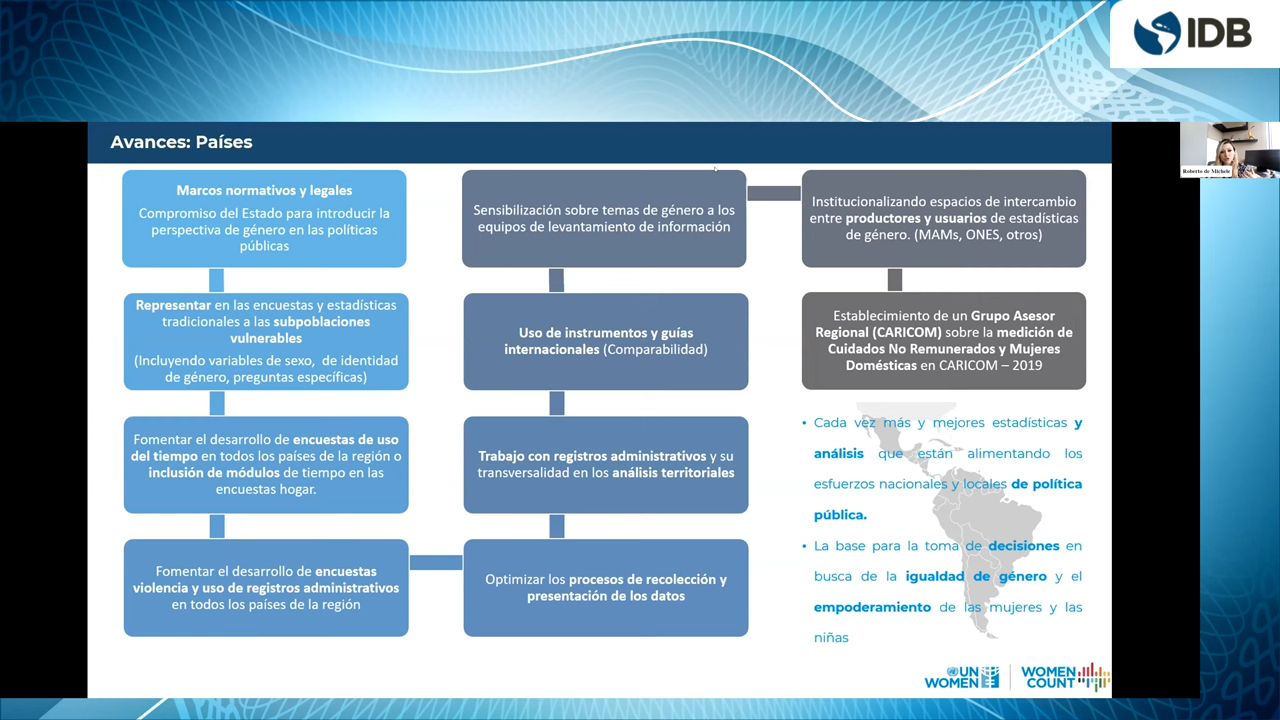 IDB
Avances: Países
Roberto de Michele
Marcos normativos y legales
Compromiso del Estado para introducir la
perspectiva de género en las políticas
públicas
Representar en las encuestas y estadísticas
tradicionales a las subpoblaciones
vulnerables
(Incluyendo variables de sexo, de identidad
de género, preguntas específicas)
Fomentar el desarrollo de encuestas de uso
del tiempo en todos los países de la región o
inclusión de módulos de tiempo en las
encuestas hogar.
Fomentar el desarrollo de encuestas
violencia y uso de registros administrativos
en todos los países de la región
Optimizar los procesos de recolección y
presentación de los datos
Trabajo con registros administrativos y su
transversalidad en los análisis territoriales
Uso de instrumentos y guías
internacionales (Comparabilidad)
Sensibilización sobre temas de género a los
equipos de levantamiento de información
Institucionalizando espacios de intercambio
entre productores y usuarios de estadísticas
de género. (MAMs, ONES, otros)
Establecimiento de un Grupo Asesor
Regional (CARICOM) sobre la medición de
Cuidados No Remunerados y Mujeres
Domésticas en CARICOM – 2019
• Cada vez más y mejores estadísticas y
análisis que están alimentando los
esfuerzos nacionales y locales de política
pública.
• La base para la toma de decisiones en
busca de la igualdad de género y el
empoderamiento de las mujeres y las
niñas
UN
WOMEN
WOMEN
COUNT